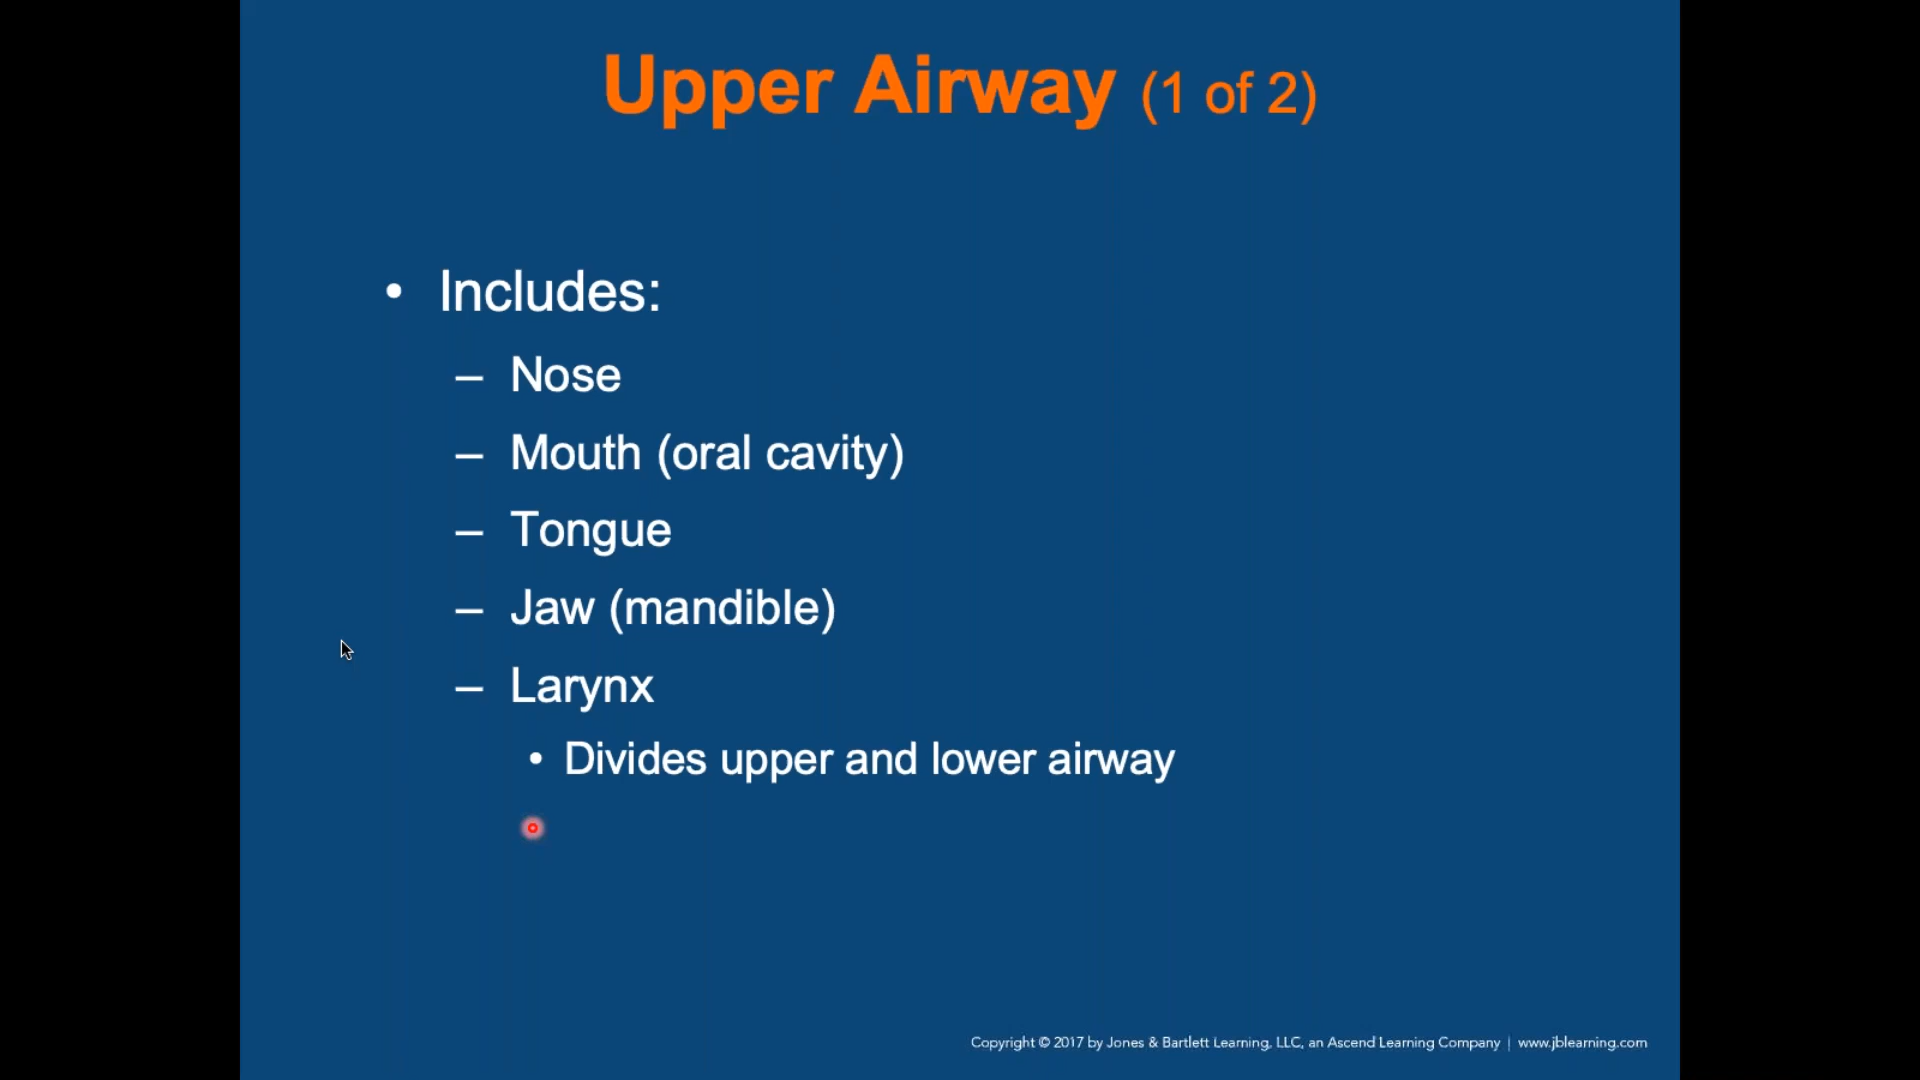 Upper Airway (1 of 2)
• Includes:
– Nose
– Mouth (oral cavity)
– Tongue
– Jaw (mandible)
– Larynx
• Divides upper and lower airway
Copyright © 2017 by Jones & Bartlett Learning, LLC, an Ascend Learning Company | www.jblearning.com